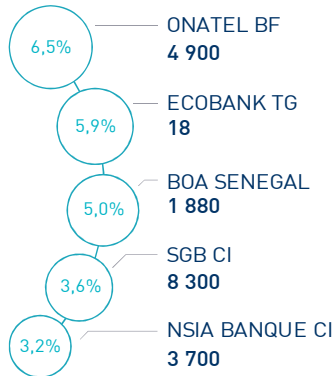 6,5%
ONATEL BF
4 900
5,9%
ECOBANK TG
18
5,0%
BOA SENEGAL
1 880
3,6%
SGB CI
8 300
3,2%
NSIA BANQUE CI
3 700